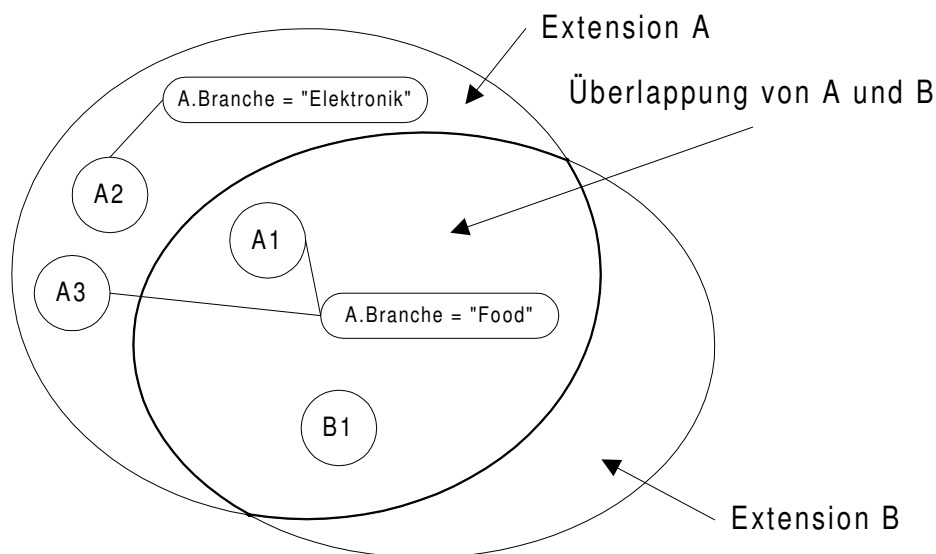 Extension A
A.Branche = "Elektronik"
Überlappung von A und B
A2
A1
A3
A.Branche = "Food"
B1
Extension B